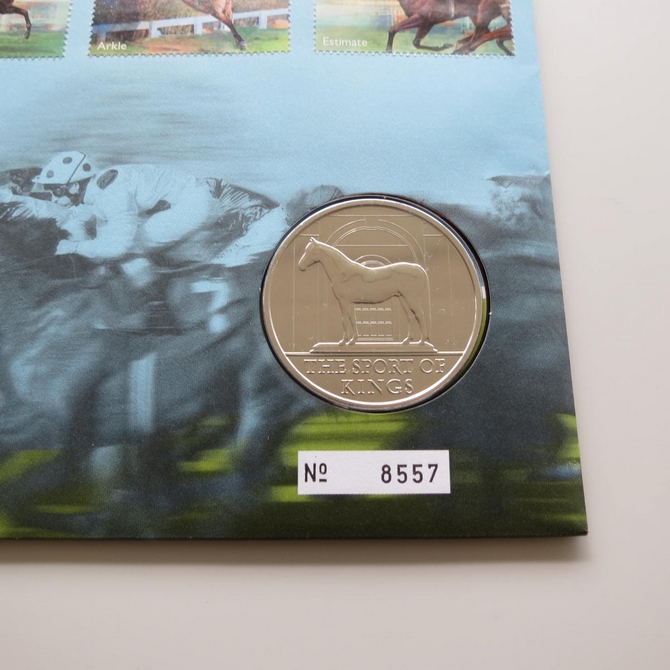 Arkle
Estimate
THE SPORT OF
KINGS
Nº 8557